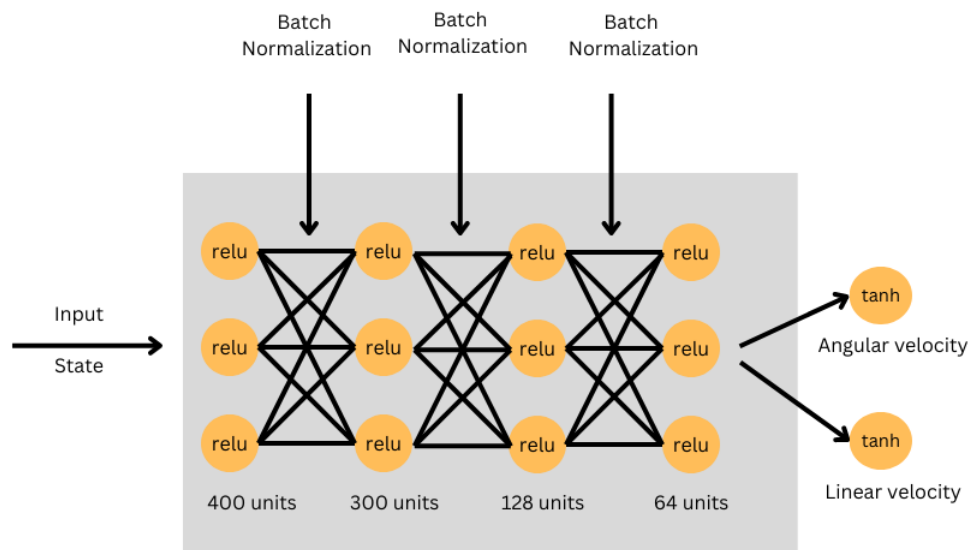 Batch
Normalization
Batch
Normalization
Batch
Normalization
Input
State
relu
relu
relu
relu
relu
relu
relu
relu
relu
relu
relu
relu
400 units
300 units
128 units
64 units
tanh
Angular velocity
tanh
Linear velocity